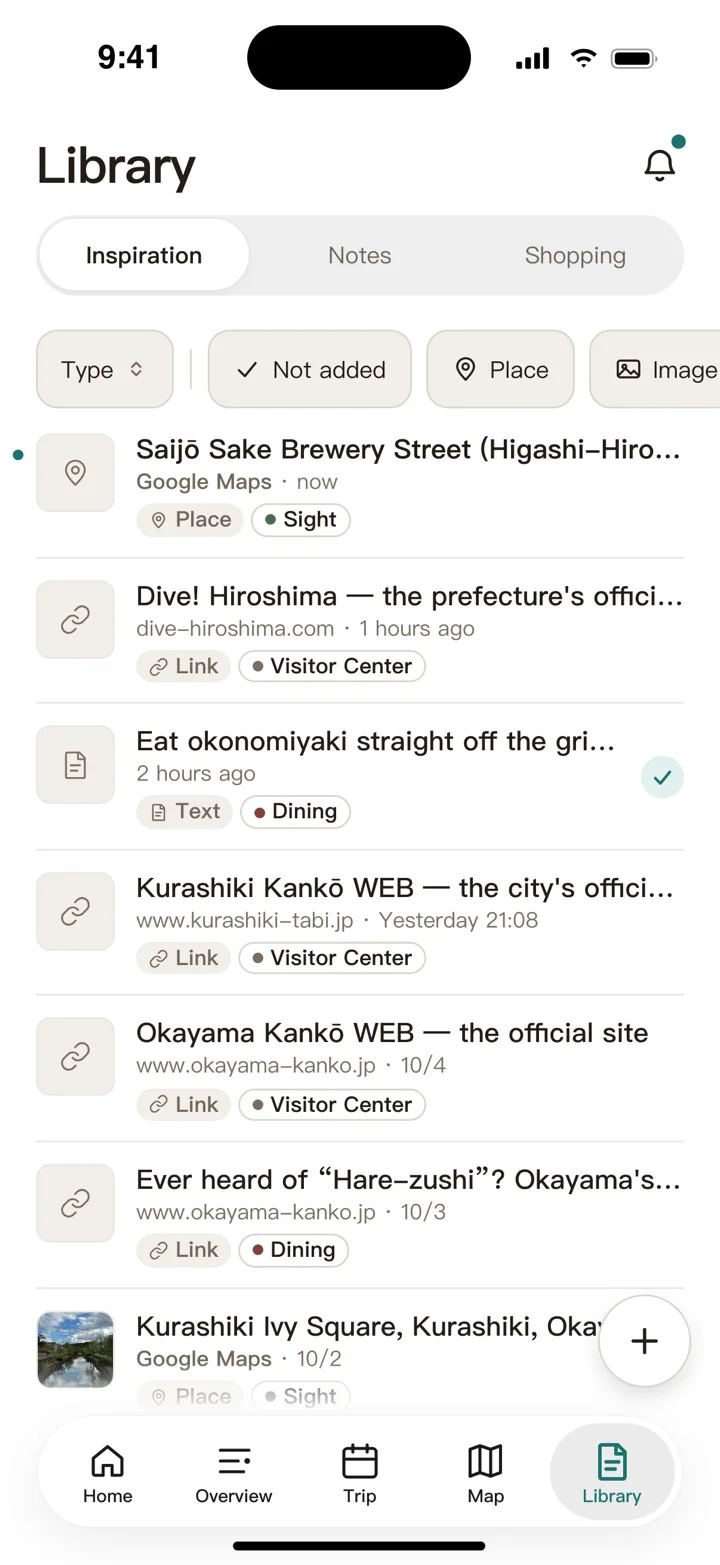 9:41
Library
Inspiration
Notes
Shopping
Type
Not added
Place
Image
Saijō Sake Brewery Street (Higashi-Hiro...
Google Maps · now
Place
Sight
Dive! Hiroshima — the prefecture's offici...
dive-hiroshima.com · 1 hours ago
Link
Visitor Center
Eat okonomiyaki straight off the gri...
2 hours ago
Text
Dining
Kurashiki Kankō WEB — the city's offici...
www.kurashiki-tabi.jp · Yesterday 21:08
Link
Visitor Center
Okayama Kankō WEB — the official site
www.okayama-kanko.jp · 10/4
Link
Visitor Center
Ever heard of “Hare-zushi”? Okayama's...
www.okayama-kanko.jp · 10/3
Link
Dining
Kurashiki Ivy Square, Kurashiki, Okay
Google Maps · 10/2
Place
Sight
Home
Overview
Trip
Map
Library